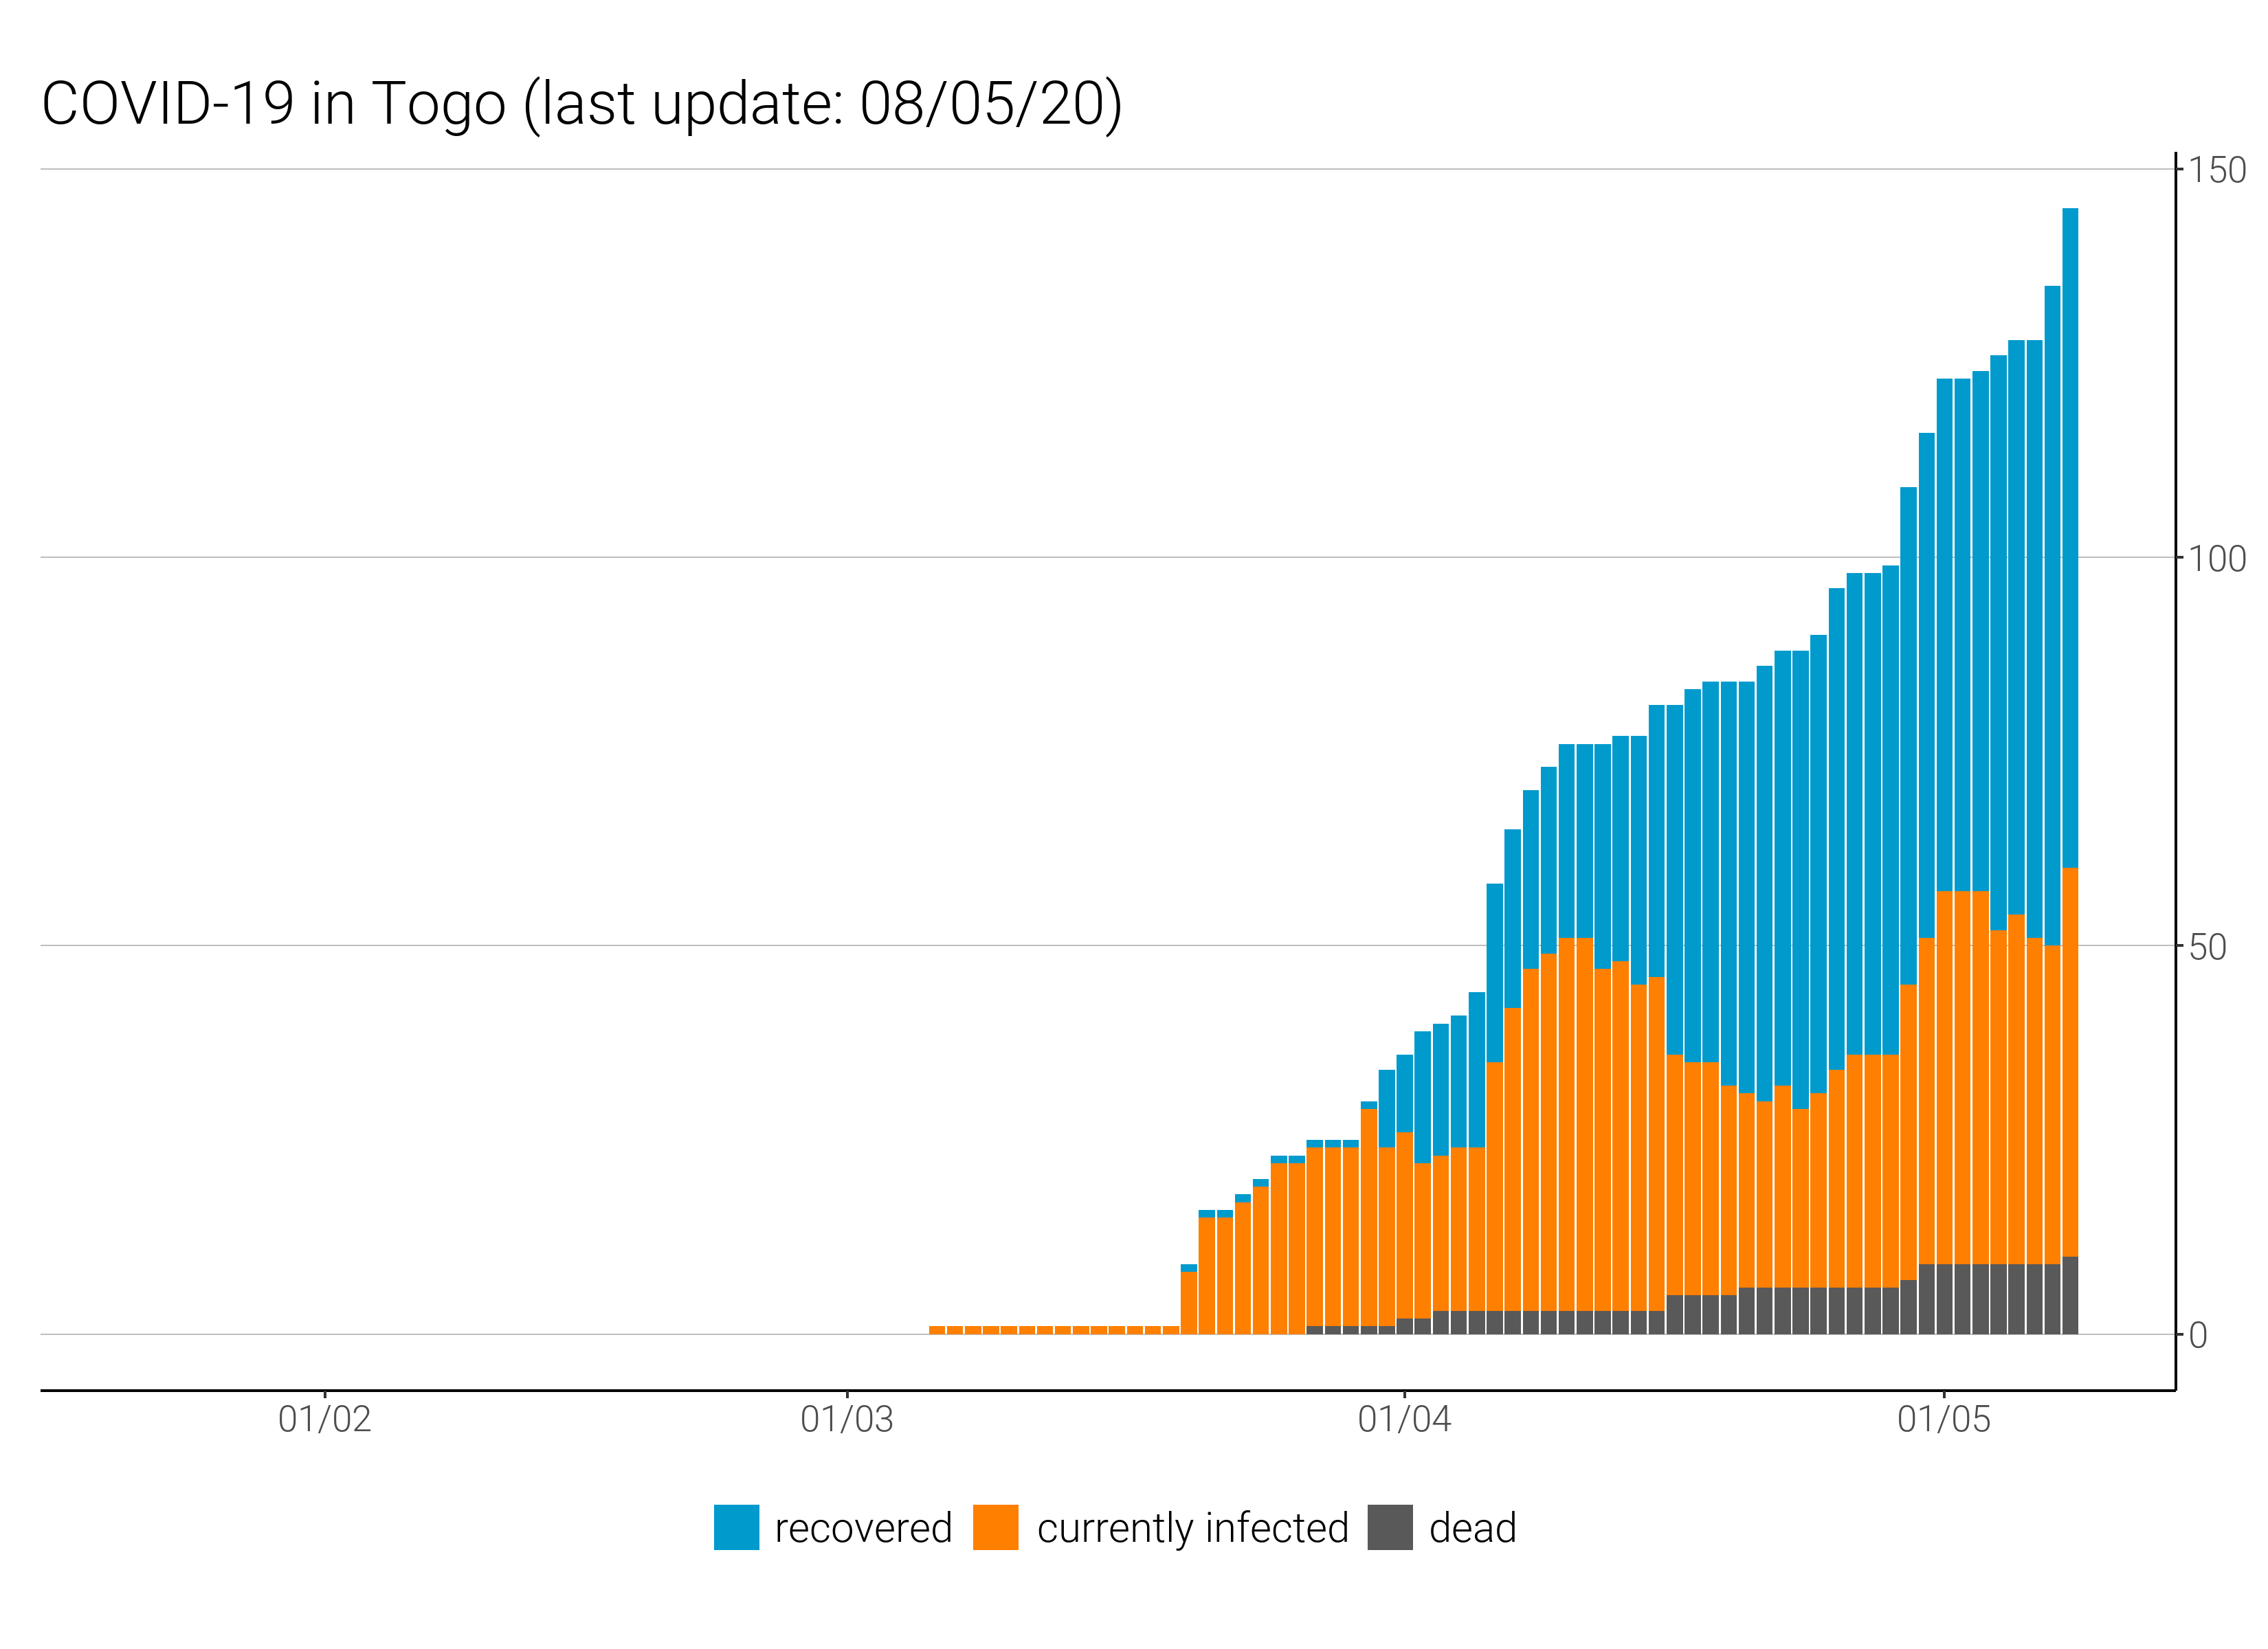 COVID-19 in Togo (last update: 08/05/20)
150
100
50
0
01/02 01/03 01/04 01/05
recovered currently infected dead